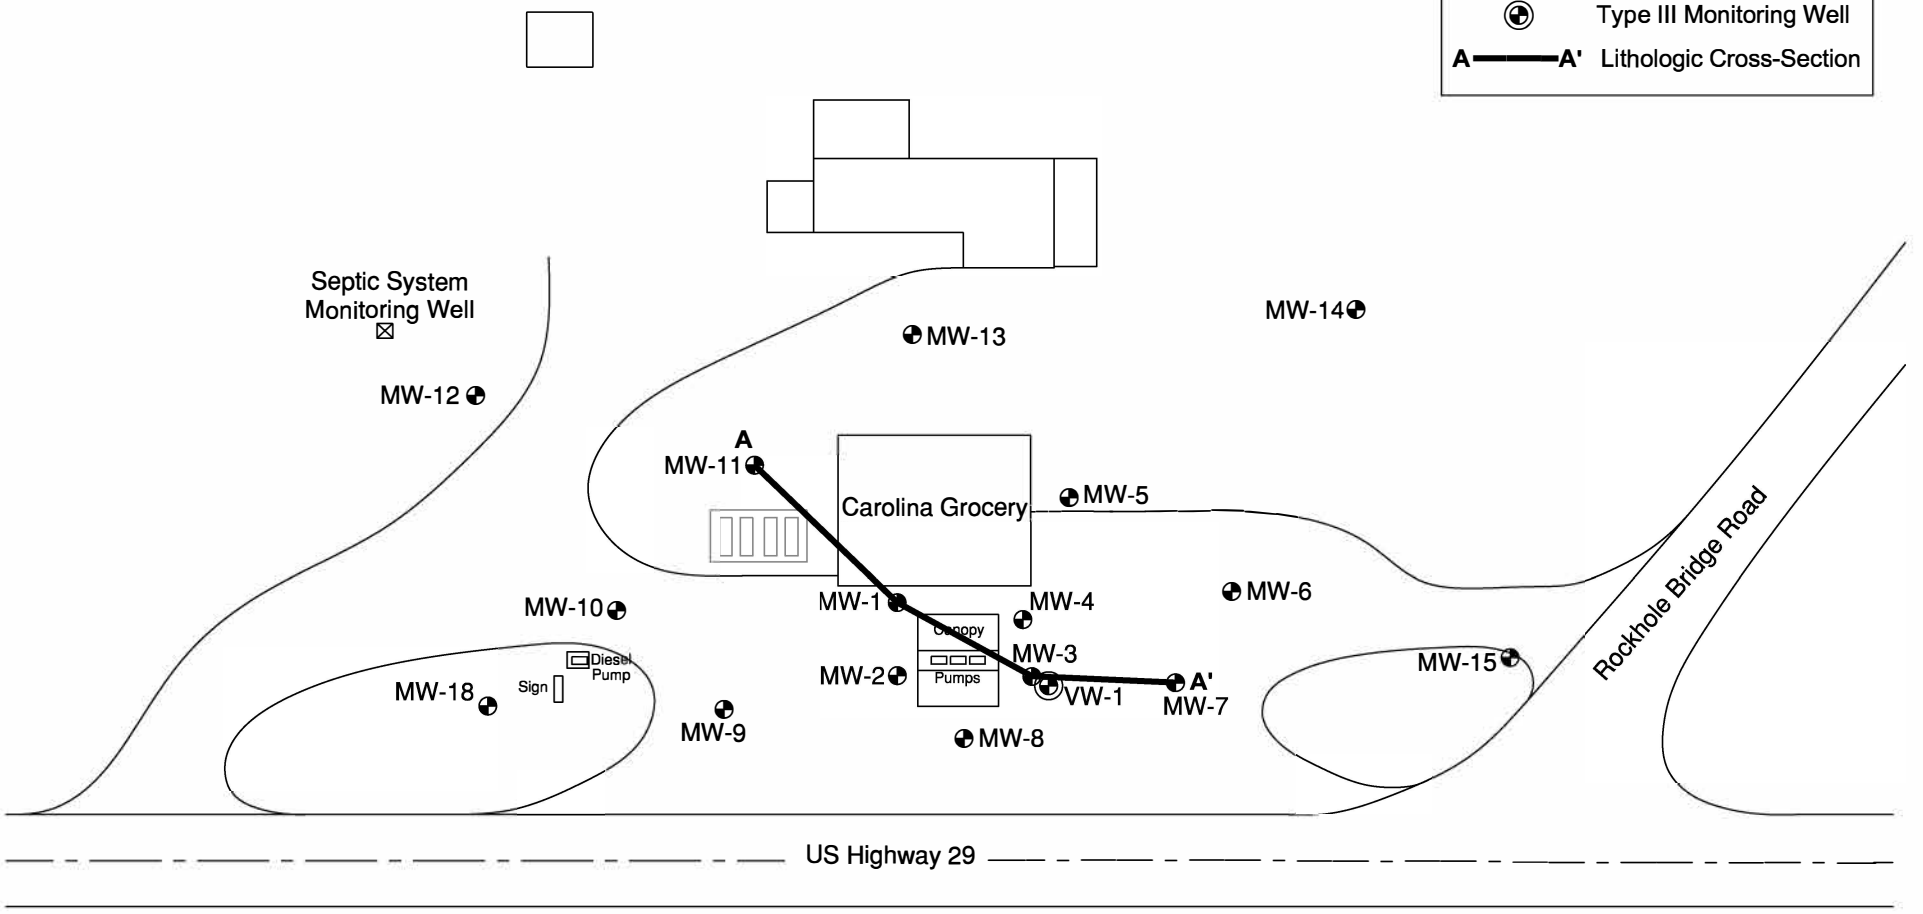 Type III Monitoring Well
A A' Lithologic Cross-Section
Septic System
Monitoring Well
MW-14
MW-13
MW-12
A
MW-11
MW-5
Carolina Grocery
MW-6
MW-4
MW-1
MW-10
Canopy
MW-3
Diesel
Pump
MW-15
Rockhole Bridge Road
MW-2
Pumps
A'
Sign
MW-18
VW-1
MW-7
MW-9
MW-8
US Highway 29